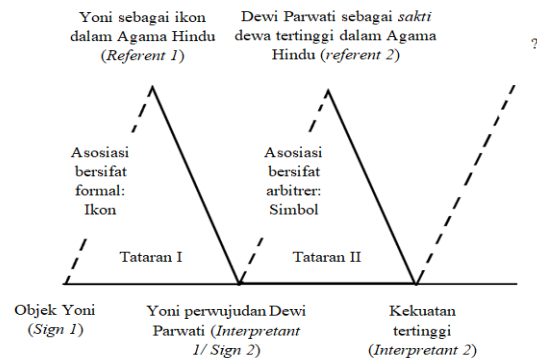 Yoni sebagai ikon
dalam Agama Hindu
(Referent 1)
Dewi Parwati sebagai sakti
dewa tertinggi dalam Agama
Hindu (referent 2)
?
Asosiasi
bersifat
formal:
Ikon
Asosiasi
bersifat
arbitrer:
Simbol
Tataran I
Tataran II
Objek Yoni
(Sign 1)
Yoni perwujudan Dewi
Parwati (Interpretant
1/ Sign 2)
Kekuatan
tertinggi
(Interpretant 2)